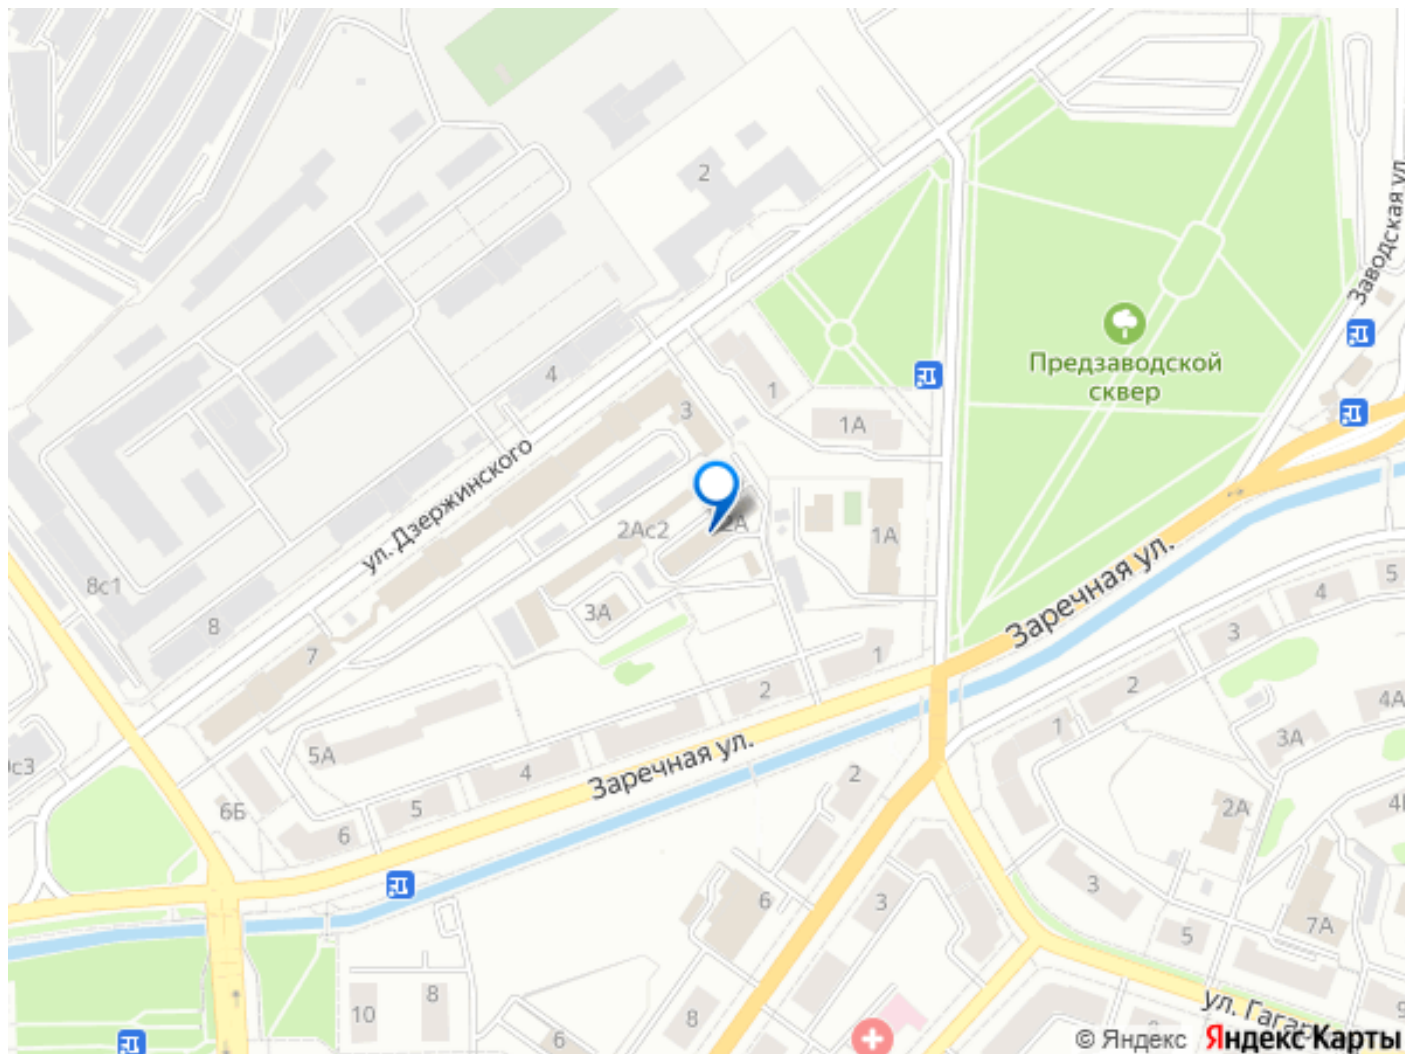 2
Заводская ул.
Предзаводской
сквер
4
1
3
1А
ул. Дзержинского
2А
2Ас2
1А
8с1
3А
8
7
Заречная ул.
5
4
3
1
2
2
4А
1
3А
5А
4
Заречная ул.
2
6Б
5
6
2А
3
6
3
7А
5
8
10
8
6
ул. Гагар
© Яндекс
Яндекс Карты